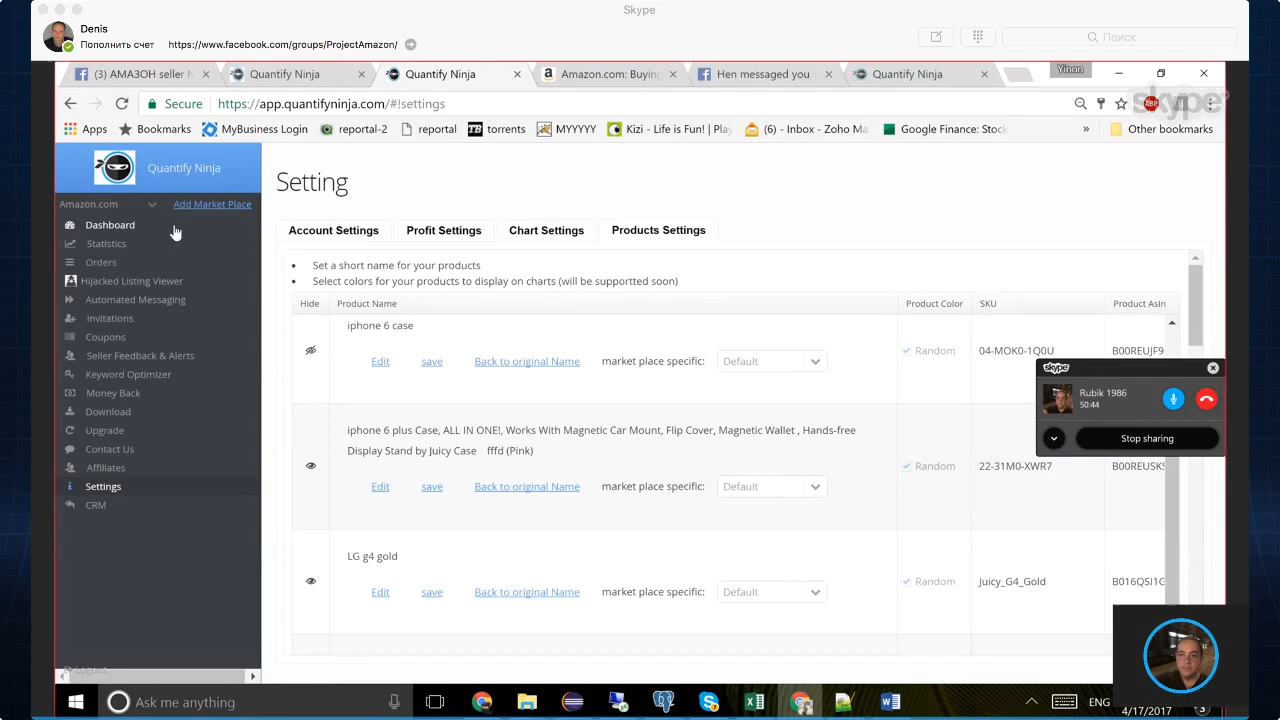 Skype
Denis
Пополнить счет https://www.facebook.com/groups/ProjectAmazon/
Поиск
(3) АМАЗОН seller
Quantify Ninja
Quantify Ninja
Amazon.com: Buying
Hen messaged you
Quantify Ninja
Yinon
Secure https://app.quantifyninja.com/#!settings
ABP
skype
Apps Bookmarks MyBusiness Login reportal-2 reportal torrents MYYYYY Kizi - Life is Fun! | Play (6) - Inbox - Zoho Ma Google Finance: Stock » Other bookmarks
Quantify Ninja
Amazon.com Add Market Place
Dashboard
Statistics
Orders
Hijacked Listing Viewer
Automated Messaging
Invitations
Coupons
Seller Feedback & Alerts
Keyword Optimizer
Money Back
Download
Upgrade
Contact Us
Affiliates
Settings
CRM
Logout
Setting
Account Settings Profit Settings Chart Settings Products Settings
• Set a short name for your products
• Select colors for your products to display on charts (will be supportted soon)
Hide Product Name Product Color SKU Product Asin
iphone 6 case
Random 04-MOK0-1Q0U B00REUJF9
Edit save Back to original Name market place specific: Default
iphone 6 plus Case, ALL IN ONE!, Works With Magnetic Car Mount, Flip Cover, Magnetic Wallet , Hands-free
Display Stand by Juicy Case fffd (Pink)
Random 22-31M0-XWR7 B00REUSKS
Edit save Back to original Name market place specific: Default
LG g4 gold
Random Juicy_G4_Gold B016QSI1G
Edit save Back to original Name market place specific: Default
skype
Rubik 1986
50:44
Stop sharing
Ask me anything
ENG
4/17/2017
3